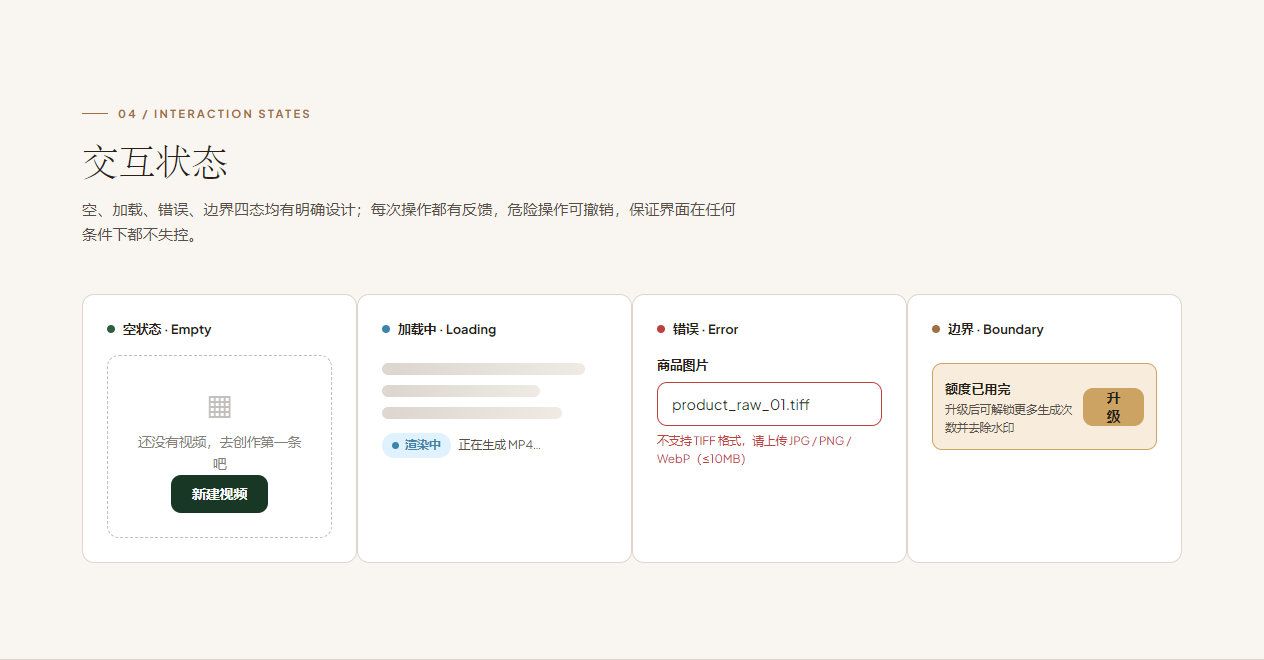 04 / INTERACTION STATES
交互状态
空、加载、错误、边界四态均有明确设计；每次操作都有反馈，危险操作可撤销，保证界面在任何
条件下都不失控。
空状态 · Empty
还没有视频，去创作第一条
吧
新建视频
加载中 · Loading
渲染中 正在生成 MP4…
错误 · Error
商品图片
product_raw_01.tiff
不支持 TIFF 格式，请上传 JPG / PNG /
WebP（≤10MB）
边界 · Boundary
额度已用完
升级后可解锁更多生成次
数并去除水印
升
级